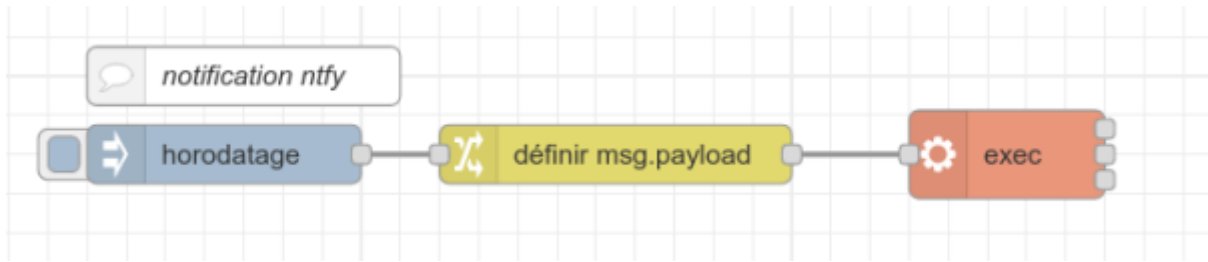 notification ntfy
horodatage
définir msg.payload
exec